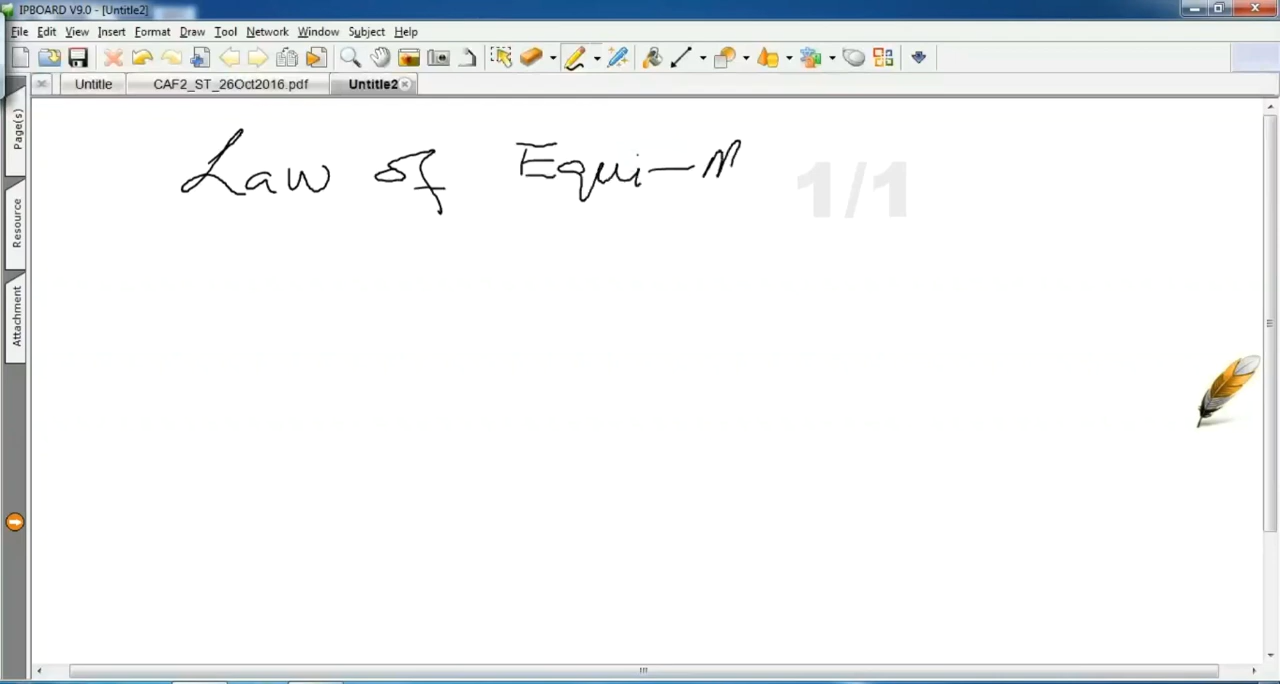 IPBOARD V9.0 - [Untitle2]
File Edit View Insert Format Draw Tool Network Window Subject Help
Untitle CAF2_ST_26Oct2016.pdf Untitle2
Page(s)
Resource
Attachment
Law of Equi-M
1/1